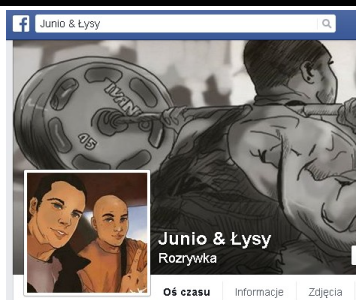 f Junio & Łysy
IVANKO
45
Junio & Łysy
Rozrywka
Oś czasu Informacje Zdjęcia